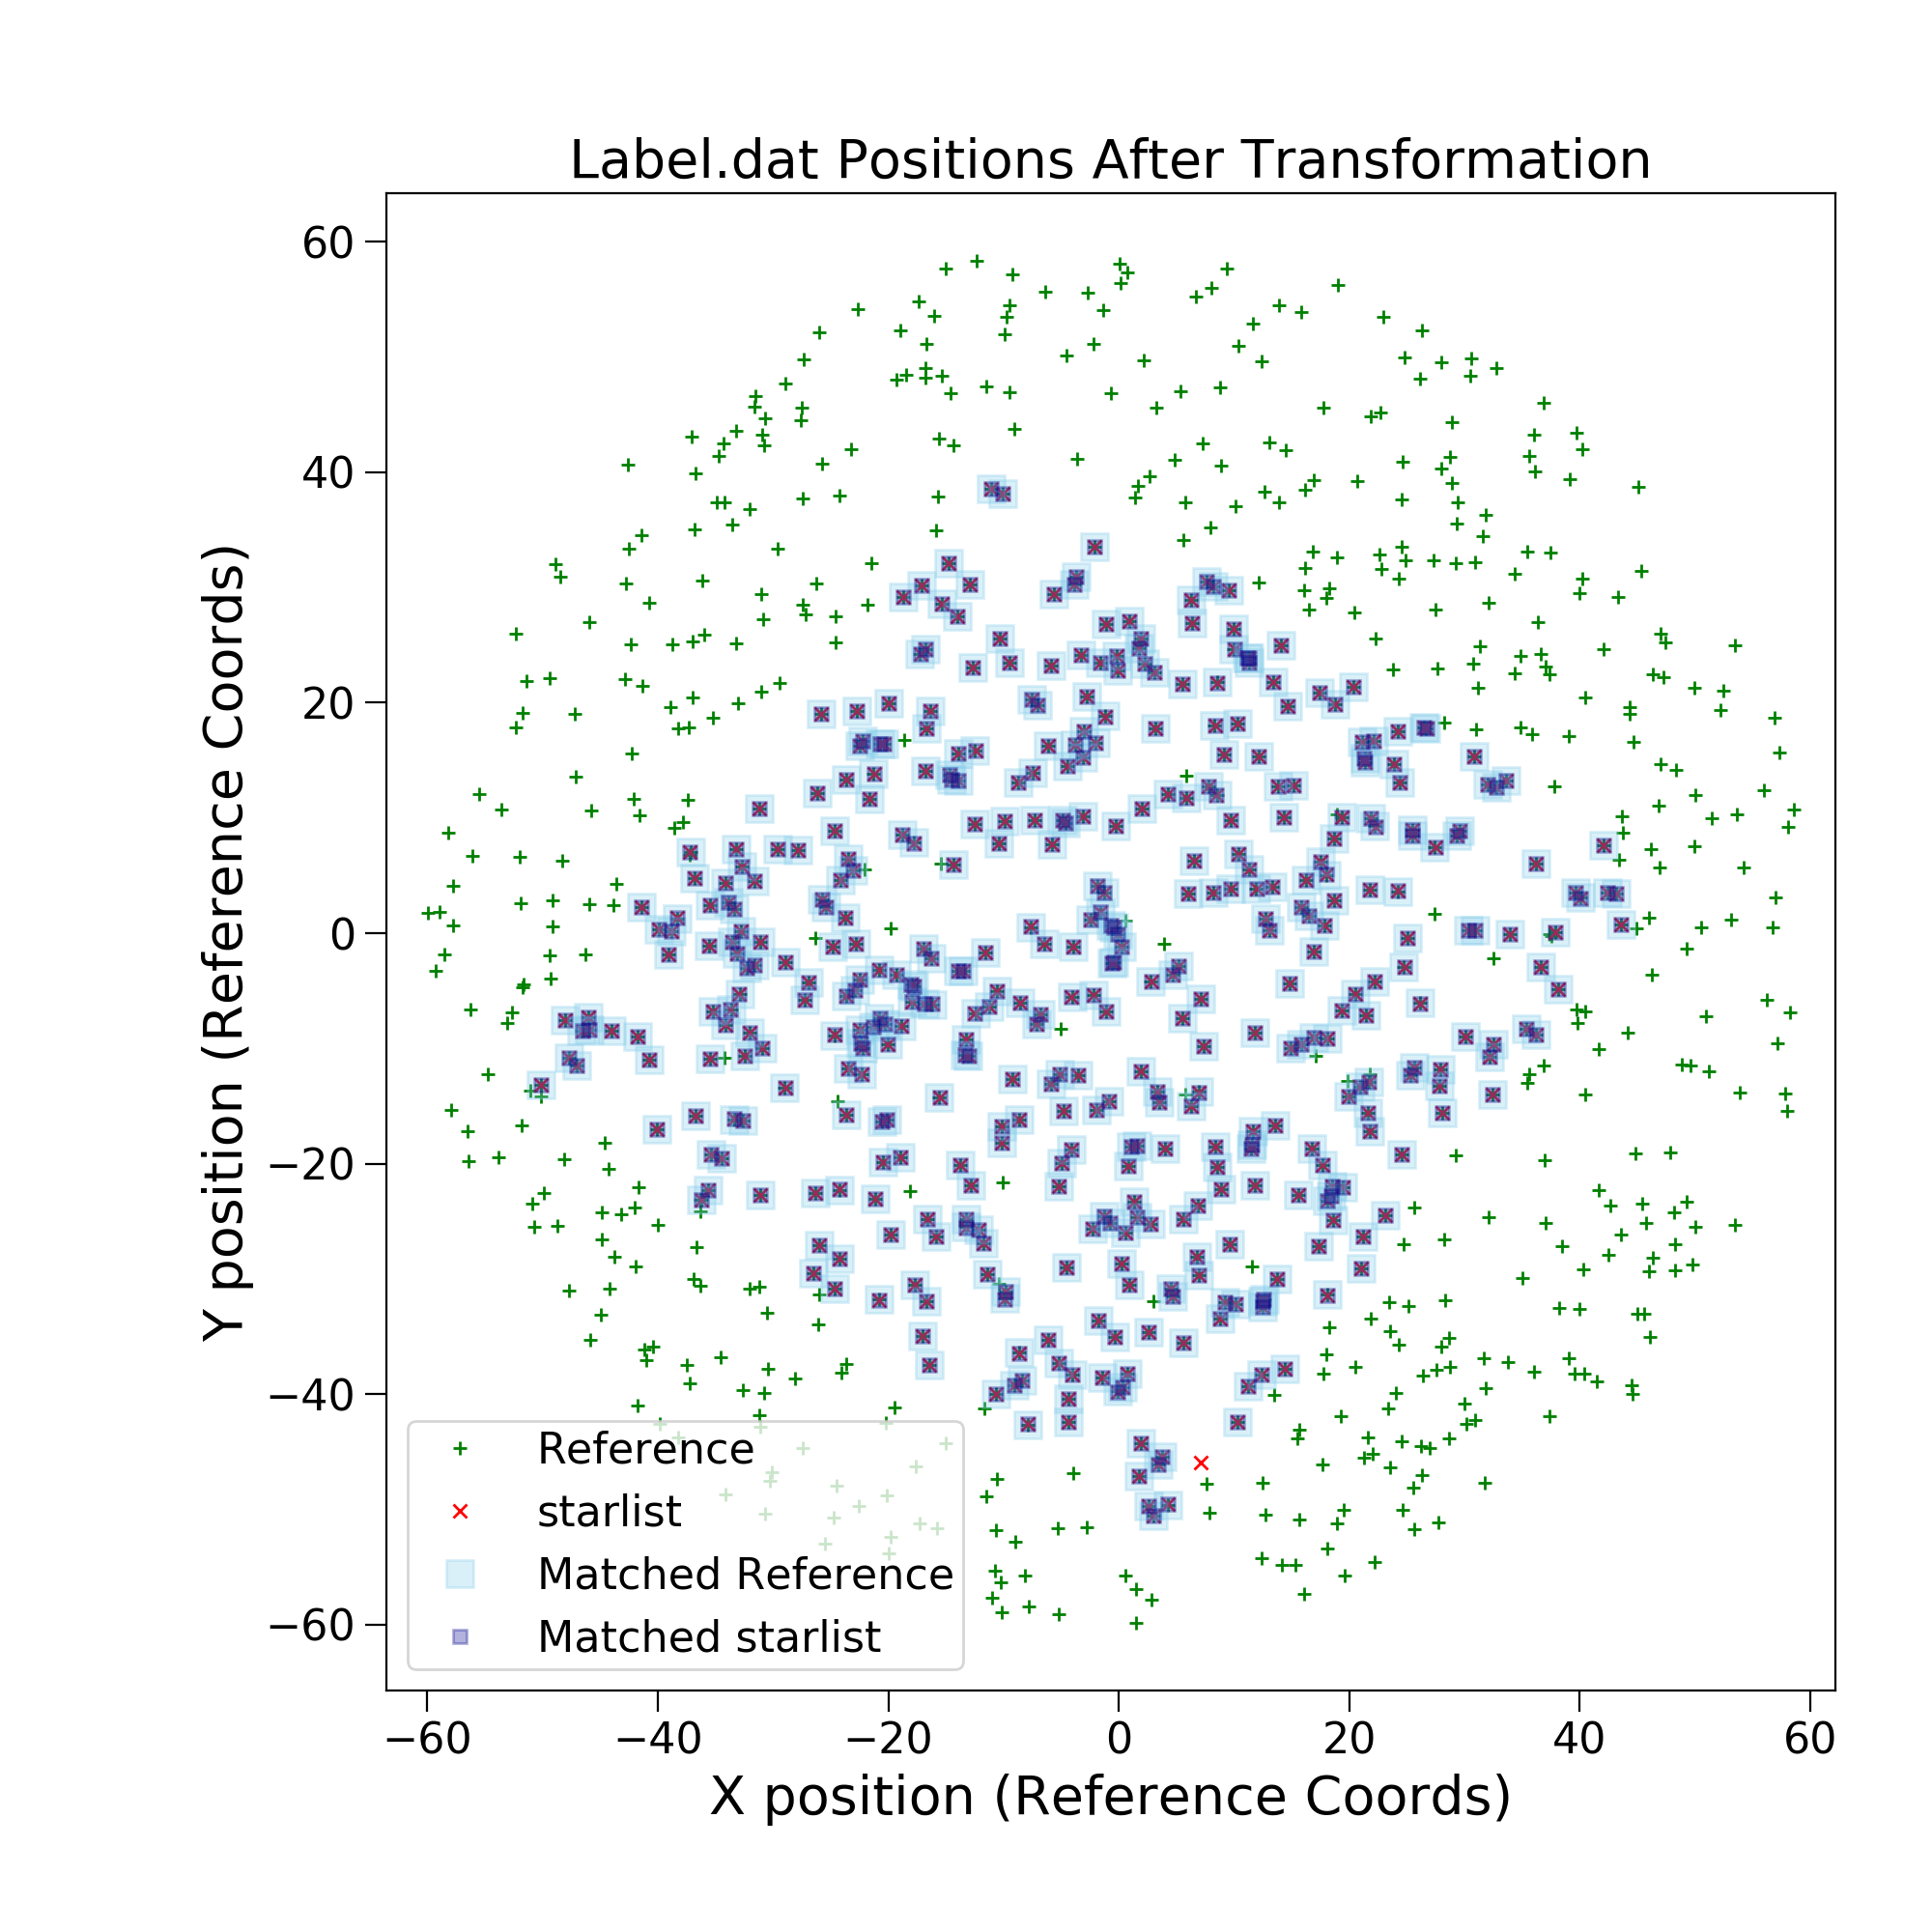 Label.dat Positions After Transformation
60
40
20
0
−20
−40
−60
Y position (Reference Coords)
Reference
starlist
Matched Reference
Matched starlist
−60 −40 −20 0 20 40 60
X position (Reference Coords)